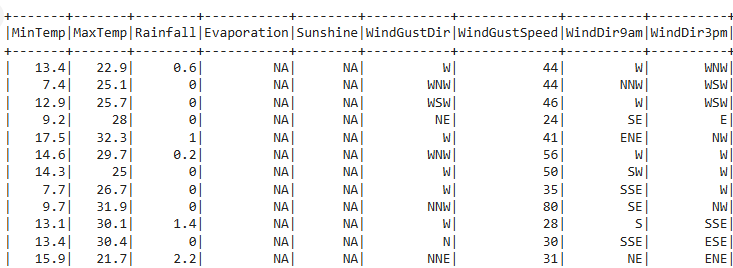 +-------+-------+--------+-----------+--------+-----------+-------------+----------+----------+
|MinTemp|MaxTemp|Rainfall|Evaporation|Sunshine|WindGustDir|WindGustSpeed|WindDir9am|WindDir3pm|
+-------+-------+--------+-----------+--------+-----------+-------------+----------+----------+
|   13.4|   22.9|     0.6|         NA|      NA|          W|           44|         W|       WNW|
|    7.4|   25.1|       0|         NA|      NA|        WNW|           44|       NNW|       WSW|
|   12.9|   25.7|       0|         NA|      NA|        WSW|           46|         W|       WSW|
|    9.2|     28|       0|         NA|      NA|         NE|           24|        SE|         E|
|   17.5|   32.3|       1|         NA|      NA|          W|           41|       ENE|        NW|
|   14.6|   29.7|     0.2|         NA|      NA|        WNW|           56|         W|         W|
|   14.3|     25|       0|         NA|      NA|          W|           50|        SW|         W|
|    7.7|   26.7|       0|         NA|      NA|          W|           35|       SSE|         W|
|    9.7|   31.9|       0|         NA|      NA|        NNW|           80|        SE|        NW|
|   13.1|   30.1|     1.4|         NA|      NA|          W|           28|         S|       SSE|
|   13.4|   30.4|       0|         NA|      NA|          N|           30|       SSE|       ESE|
|   15.9|   21.7|     2.2|         NA|      NA|        NNE|           31|        NE|       ENE|